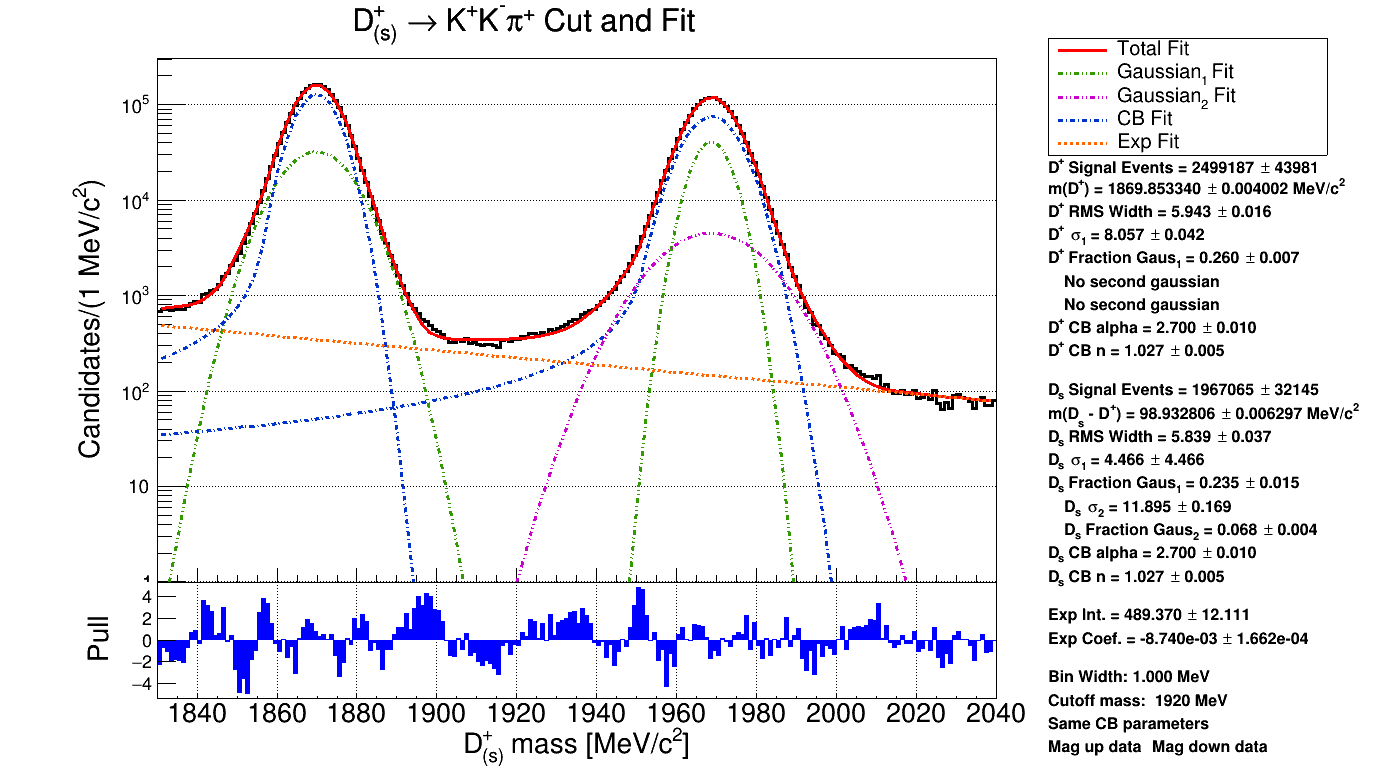 D⁺₍ₛ₎ → K⁺K⁻π⁺ Cut and Fit
Candidates/(1 MeV/c²)
10⁵
10⁴
10³
10²
10
1
Pull
4
2
0
−2
−4
1840 1860 1880 1900 1920 1940 1960 1980 2000 2020 2040
D⁺₍ₛ₎ mass [MeV/c²]
Total Fit
Gaussian₁ Fit
Gaussian₂ Fit
CB Fit
Exp Fit
D⁺ Signal Events = 2499187 ± 43981
m(D⁺) = 1869.853340 ± 0.004002 MeV/c²
D⁺ RMS Width = 5.943 ± 0.016
D⁺ σ₁ = 8.057 ± 0.042
D⁺ Fraction Gaus₁ = 0.260 ± 0.007
No second gaussian
No second gaussian
D⁺ CB alpha = 2.700 ± 0.010
D⁺ CB n = 1.027 ± 0.005
Dₛ Signal Events = 1967065 ± 32145
m(Dₛ - D⁺) = 98.932806 ± 0.006297 MeV/c²
Dₛ RMS Width = 5.839 ± 0.037
Dₛ σ₁ = 4.466 ± 4.466
Dₛ Fraction Gaus₁ = 0.235 ± 0.015
Dₛ σ₂ = 11.895 ± 0.169
Dₛ Fraction Gaus₂ = 0.068 ± 0.004
Dₛ CB alpha = 2.700 ± 0.010
Dₛ CB n = 1.027 ± 0.005
Exp Int. = 489.370 ± 12.111
Exp Coef. = -8.740e-03 ± 1.662e-04
Bin Width: 1.000 MeV
Cutoff mass: 1920 MeV
Same CB parameters
Mag up data Mag down data